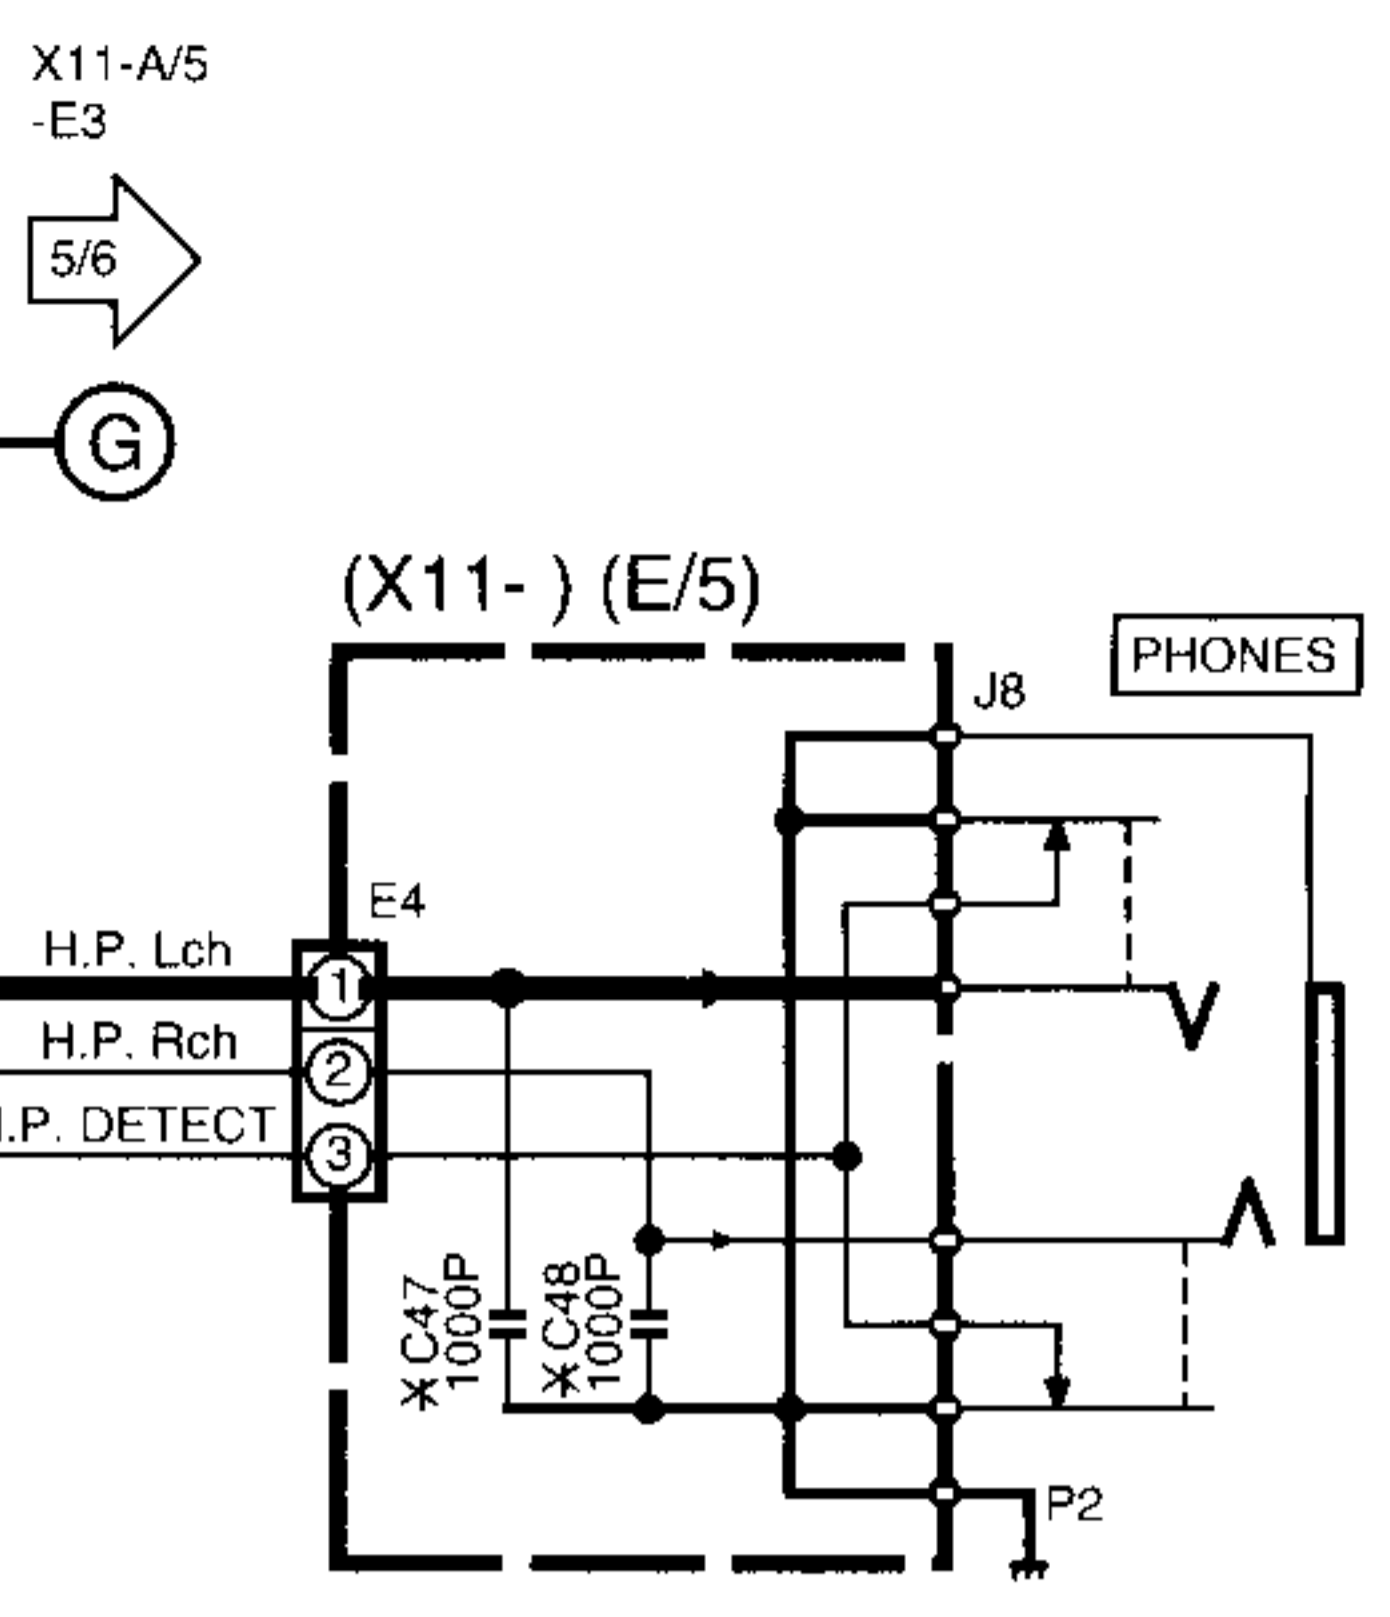 X11-A/5
-E3
5/6
G
(X11- ) (E/5)
PHONES
J8
E4
H.P. Lch
1
H.P. Rch
2
.P. DETECT
3
*C47
1000P
*C48
1000P
P2